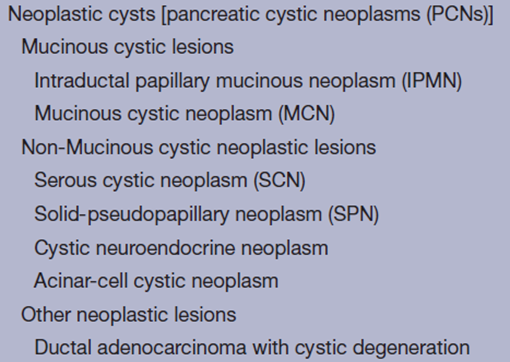 Neoplastic cysts [pancreatic cystic neoplasms (PCNs)]
Mucinous cystic lesions
Intraductal papillary mucinous neoplasm (IPMN)
Mucinous cystic neoplasm (MCN)
Non-Mucinous cystic neoplastic lesions
Serous cystic neoplasm (SCN)
Solid-pseudopapillary neoplasm (SPN)
Cystic neuroendocrine neoplasm
Acinar-cell cystic neoplasm
Other neoplastic lesions
Ductal adenocarcinoma with cystic degeneration